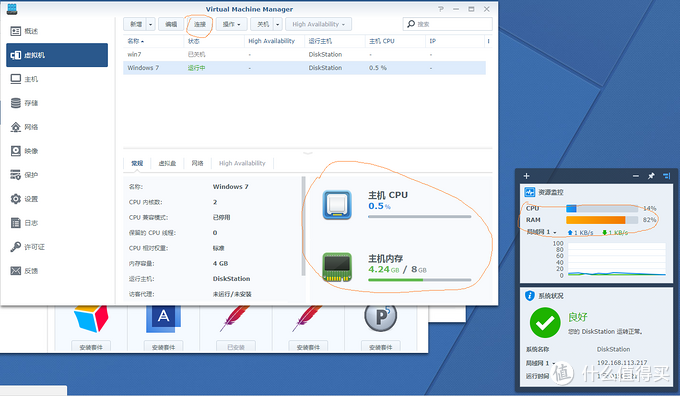 Virtual Machine Manager
新增 编辑 连接 操作 关机 High Availability 搜索
名称 状态 High Availability 运行主机 主机 CPU IP
win7 已关机 - DiskStation - -
Windows 7 运行中 - DiskStation 0.5 % -
概述
虚拟机
主机
存储
网络
映像
保护
设置
日志
许可证
反馈
常规 虚拟盘 网络 High Availability
名称: Windows 7
CPU 内核数: 2
CPU 兼容模式: 已停用
保留的 CPU 线程: 0
CPU 相对权重: 标准
内存容量: 4 GB
运行主机: DiskStation
访客代理: 未运行/未安装
主机 CPU
0.5 %
主机内存
4.24 GB / 8 GB
安装套件 安装套件 已安装 安装套件 安装套件
资源监控
CPU 14%
RAM 82%
局域网 1 1 KB/s 1 KB/s
100
80
60
40
20
0
系统状况
良好
您的 DiskStation 运转正常。
系统名称 DiskStation
局域网 1 192.168.113.217
运行时间:
值 什么值得买